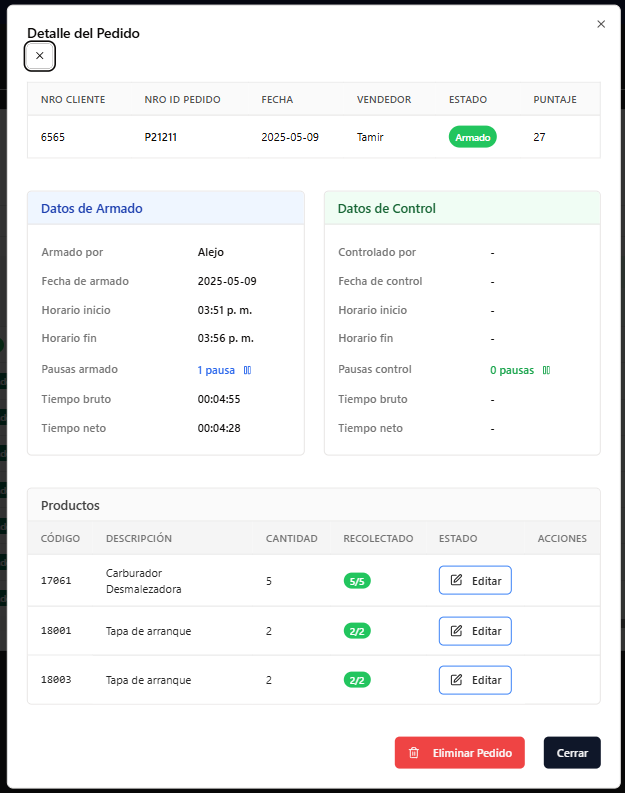 Detalle del Pedido
NRO CLIENTE NRO ID PEDIDO FECHA VENDEDOR ESTADO PUNTAJE
6565 P21211 2025-05-09 Tamir Armado 27
Datos de Armado
Armado por Alejo
Fecha de armado 2025-05-09
Horario inicio 03:51 p. m.
Horario fin 03:56 p. m.
Pausas armado 1 pausa
Tiempo bruto 00:04:55
Tiempo neto 00:04:28
Datos de Control
Controlado por -
Fecha de control -
Horario inicio -
Horario fin -
Pausas control 0 pausas
Tiempo bruto -
Tiempo neto -
Productos
CÓDIGO DESCRIPCIÓN CANTIDAD RECOLECTADO ESTADO ACCIONES
17061 Carburador Desmalezadora 5 5/5 Editar
18001 Tapa de arranque 2 2/2 Editar
18003 Tapa de arranque 2 2/2 Editar
Eliminar Pedido Cerrar